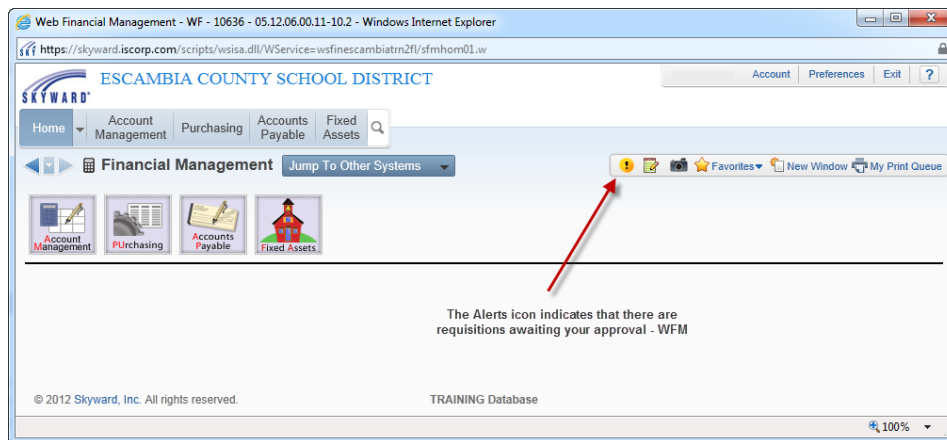 Web Financial Management - WF - 10636 - 05.12.06.00.11-10.2 - Windows Internet Explorer
https://skyward.iscorp.com/scripts/wsisa.dll/WService=wsfinescambiatrn2fl/sfmhom01.w
SKYWARD
ESCAMBIA COUNTY SCHOOL DISTRICT
Account Preferences Exit ?
Home Account Management Purchasing Accounts Payable Fixed Assets
Financial Management Jump To Other Systems
Favorites New Window My Print Queue
Account Management
PUrchasing
Accounts Payable
Fixed Assets
The Alerts icon indicates that there are
requisitions awaiting your approval - WFM
© 2012 Skyward, Inc. All rights reserved. TRAINING Database
100%